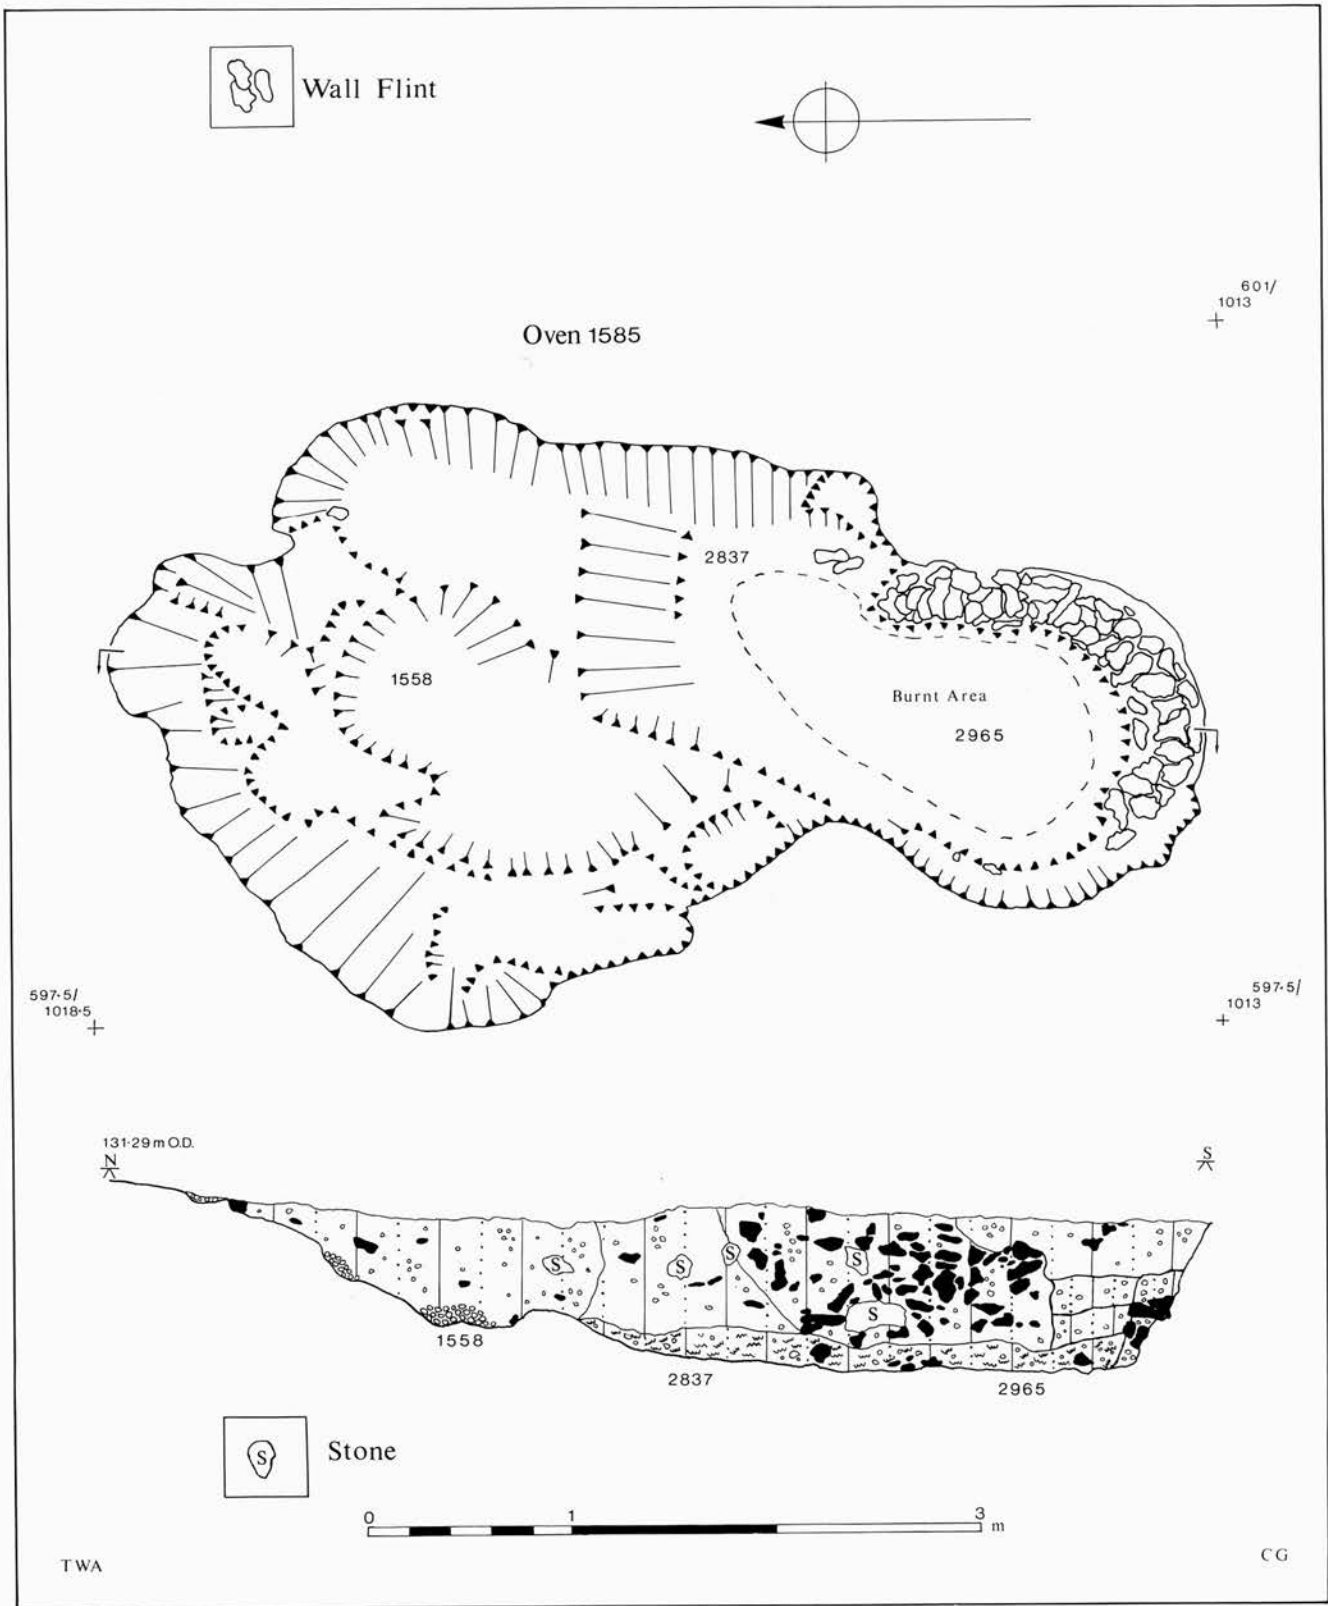 Wall Flint
601/
1013
Oven 1585
2837
1558
Burnt Area
2965
597·5/
1018·5
597·5/
1013
131·29 m O.D.
N
S
S
S
S
S
S
1558
2837
2965
S
Stone
0 1 3 m
TWA
CG